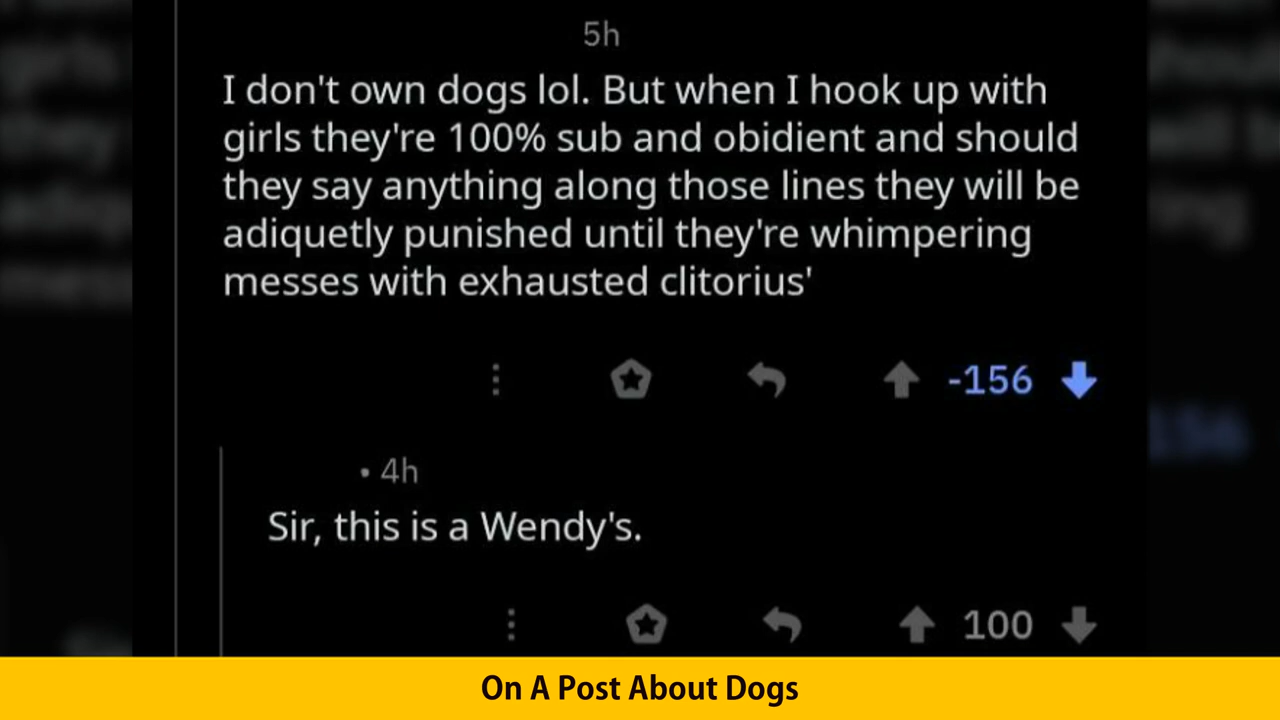 5h
I don't own dogs lol. But when I hook up with
girls they're 100% sub and obidient and should
they say anything along those lines they will be
adiquetly punished until they're whimpering
messes with exhausted clitorius'
-156
• 4h
Sir, this is a Wendy's.
100
On A Post About Dogs